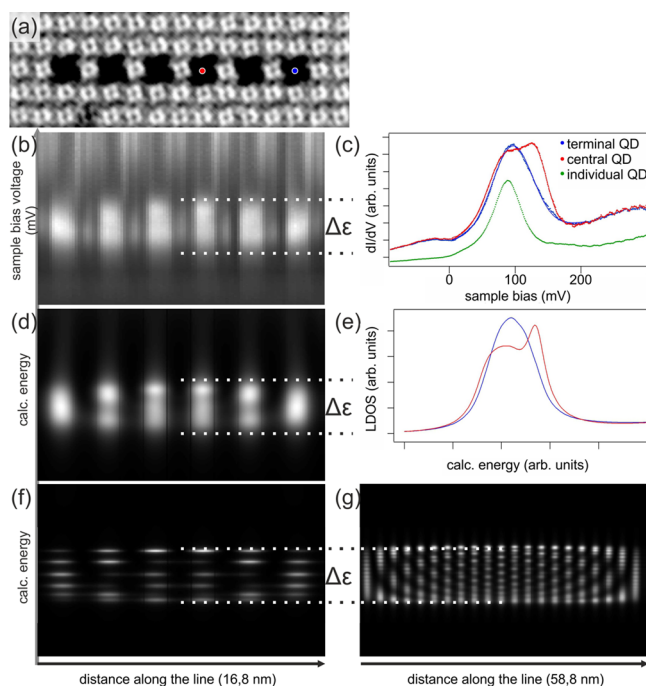 (a)
(b)
sample bias voltage
(mV)
Δε
(c)
dI/dV (arb. units)
terminal QD
central QD
individual QD
0
100
200
sample bias (mV)
(d)
calc. energy
Δε
(e)
LDOS (arb. units)
calc. energy (arb. units)
(f)
calc. energy
Δε
(g)
distance along the line (16,8 nm)
distance along the line (58,8 nm)